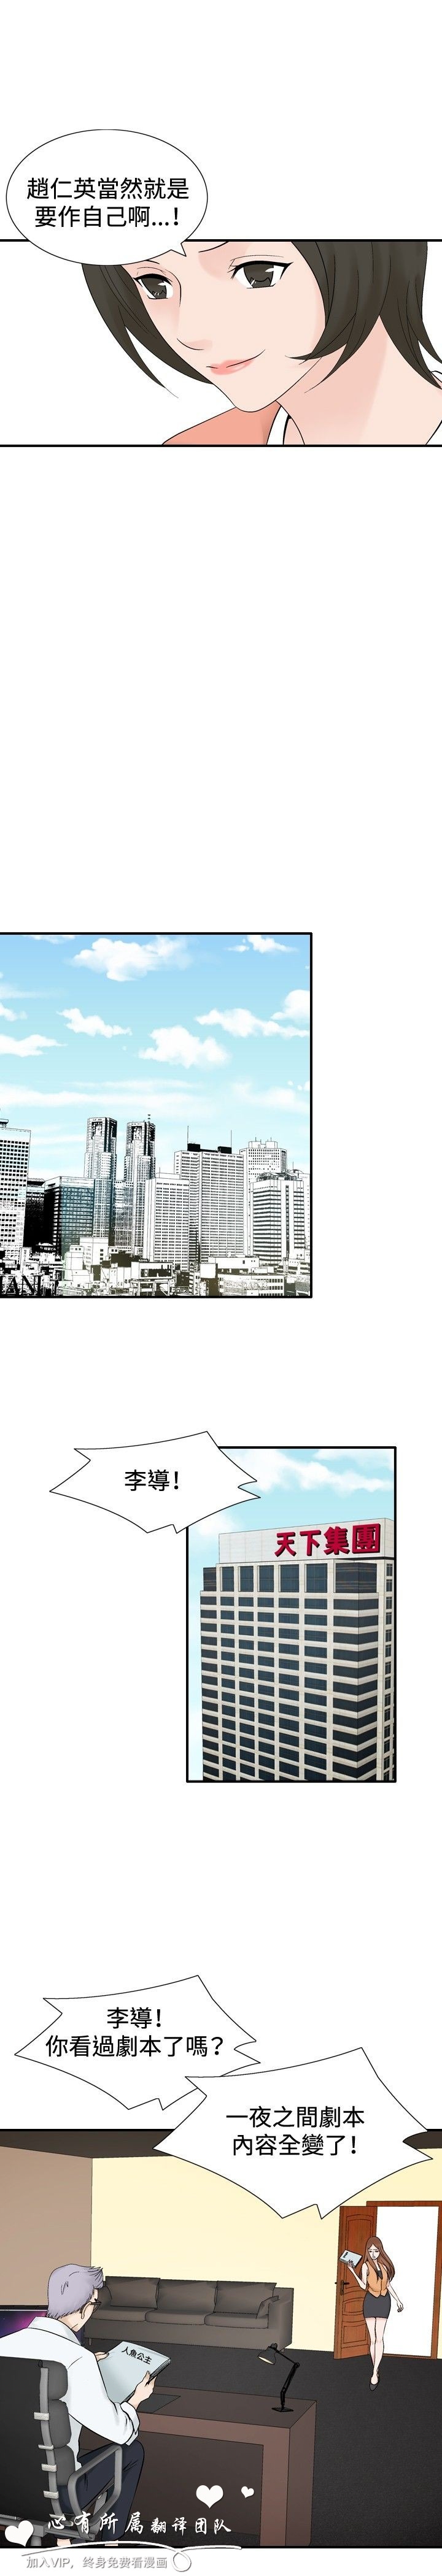 趙仁英當然就是
要作自己啊...！
李導！
天下集團
李導！
你看過劇本了嗎？
一夜之間劇本
內容全變了！
人魚公主
心有所属翻译团队
加入VIP，终身免费看漫画